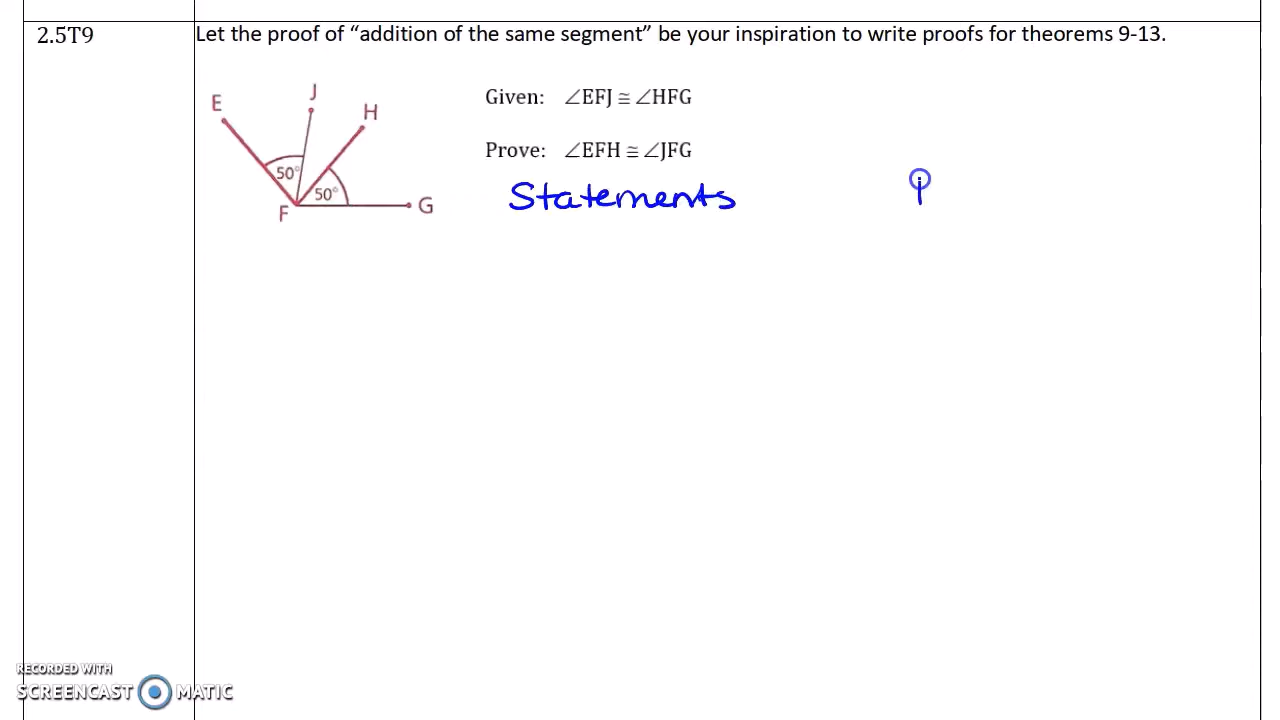 2.5T9
Let the proof of “addition of the same segment” be your inspiration to write proofs for theorems 9-13.
E
J
H
50°
50°
F
G
Given: ∠EFJ ≅ ∠HFG
Prove: ∠EFH ≅ ∠JFG
Statements
RECORDED WITH
SCREENCAST MATIC